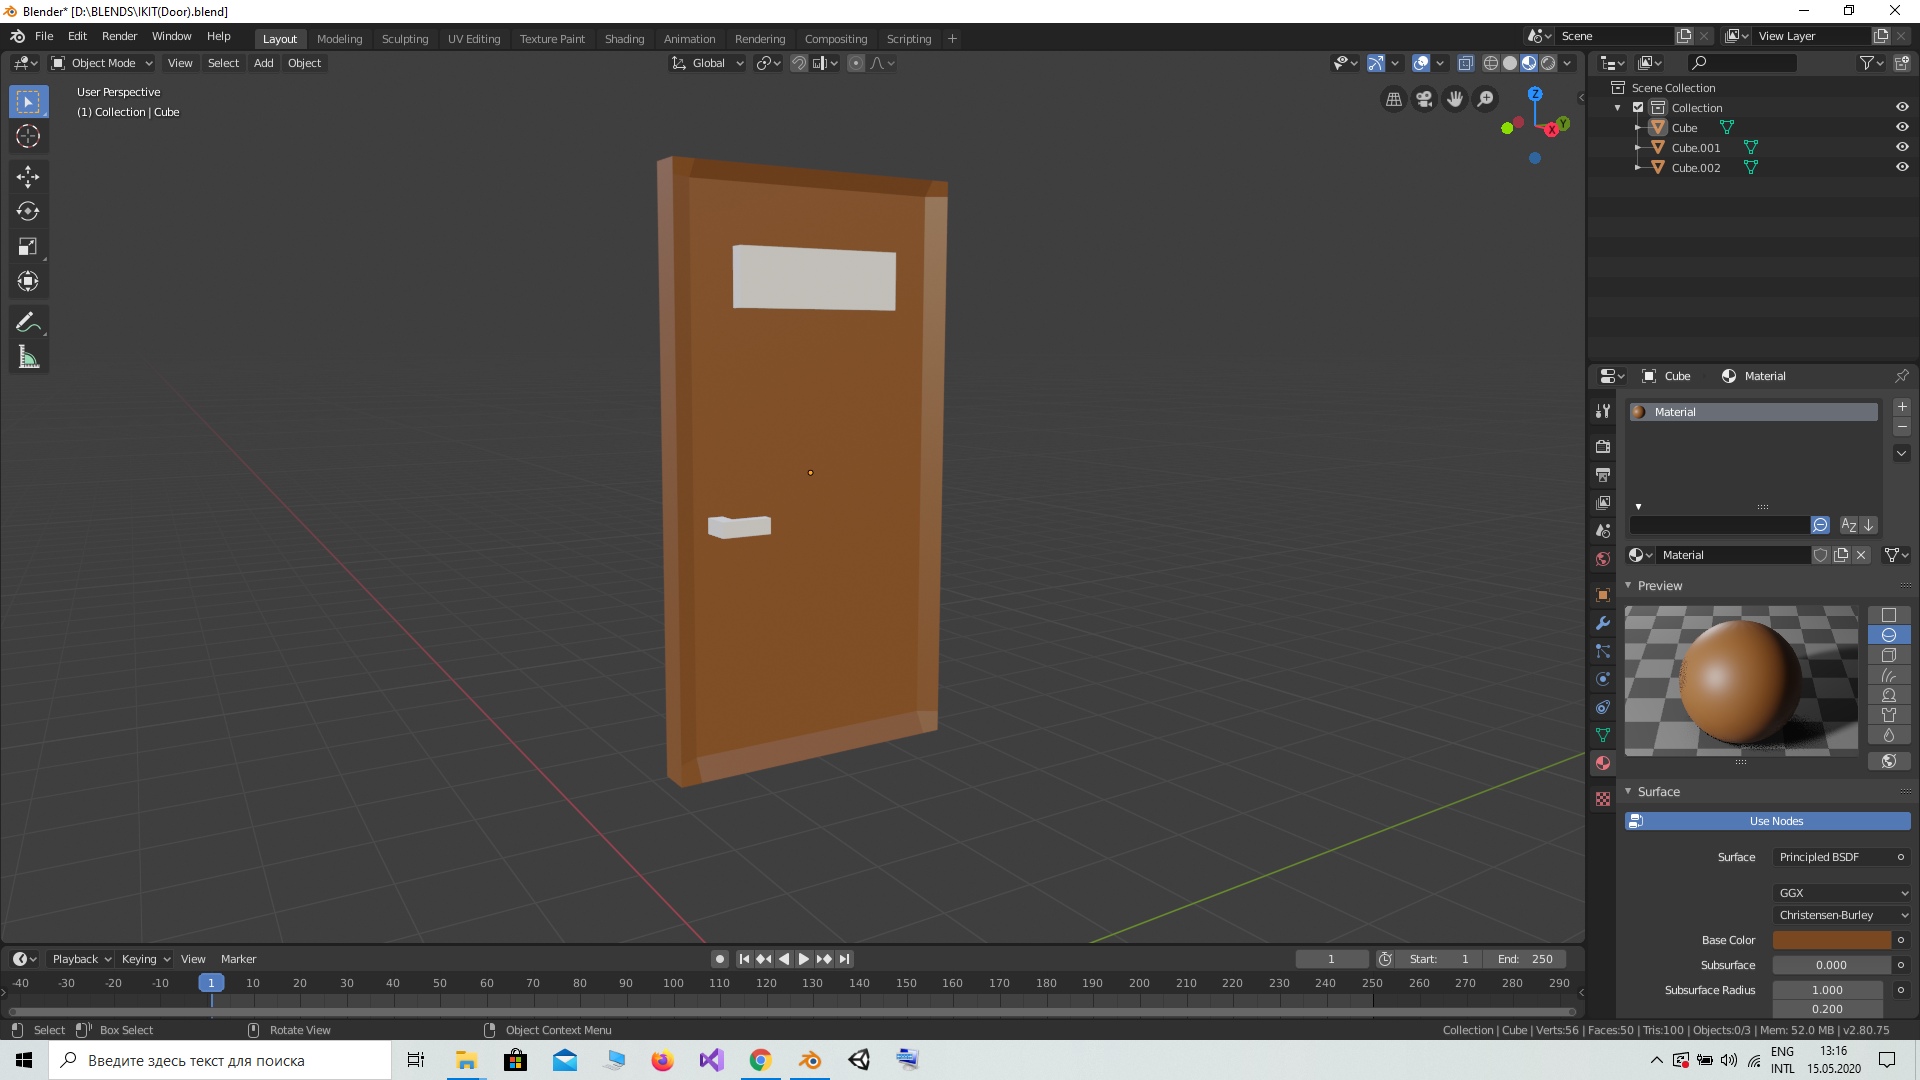 Blender* [D:\BLENDS\IKIT(Door).blend]
File Edit Render Window Help Layout Modeling Sculpting UV Editing Texture Paint Shading Animation Rendering Compositing Scripting + Scene View Layer
Object Mode View Select Add Object Global
User Perspective
(1) Collection | Cube
Z
X
Y
Scene Collection
Collection
Cube
Cube.001
Cube.002
Cube Material
Material
Material
Preview
Surface
Use Nodes
Surface Principled BSDF
GGX
Christensen-Burley
Base Color
Subsurface 0.000
Subsurface Radius 1.000
0.200
Playback Keying View Marker 1 Start: 1 End: 250
-40 -30 -20 -10 1 10 20 30 40 50 60 70 80 90 100 110 120 130 140 150 160 170 180 190 200 210 220 230 240 250 260 270 280 290
Select Box Select Rotate View Object Context Menu Collection | Cube | Verts:56 | Faces:50 | Tris:100 | Objects:0/3 | Mem: 52.0 MB | v2.80.75
Введите здесь текст для поиска
ENG
INTL
13:16
15.05.2020